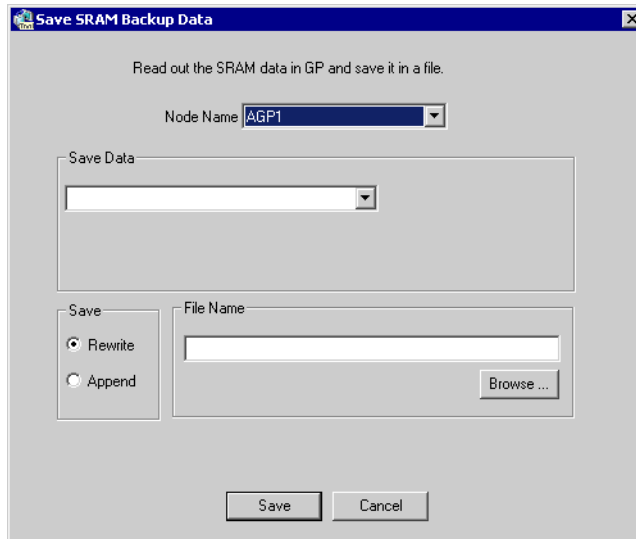 Save SRAM Backup Data
Read out the SRAM data in GP and save it in a file.
Node Name AGP1
Save Data
Save
Rewrite
Append
File Name
Browse ...
Save Cancel